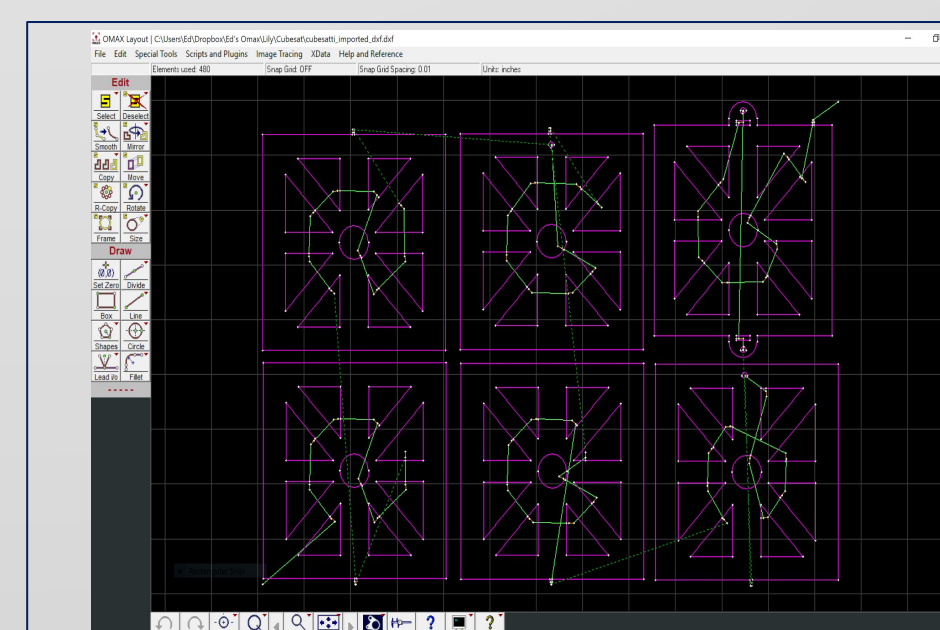 OMAX Layout | C:\Users\Ed\Dropbox\Ed's Omax\Lily\Cubesat\cubesatti_imported_dxf.dxf
File Edit Special Tools Scripts and Plugins Image Tracing XData Help and Reference
Elements used: 480 Snap Grid: OFF Snap Grid Spacing: 0.01 Units: inches
Edit
Select Deselect
Smooth Mirror
Copy Move
R-Copy Rotate
Frame Size
Draw
(0,0)
Set Zero Divide
Box Line
Shapes Circle
Lead i/o Fillet